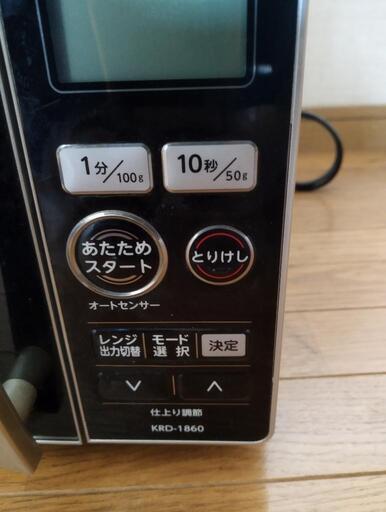 1分/100g 10秒/50g
あたため
スタート
とりけし
オートセンサー
レンジ
出力切替
モード
選択
決定
仕上り調節
KRD-1860